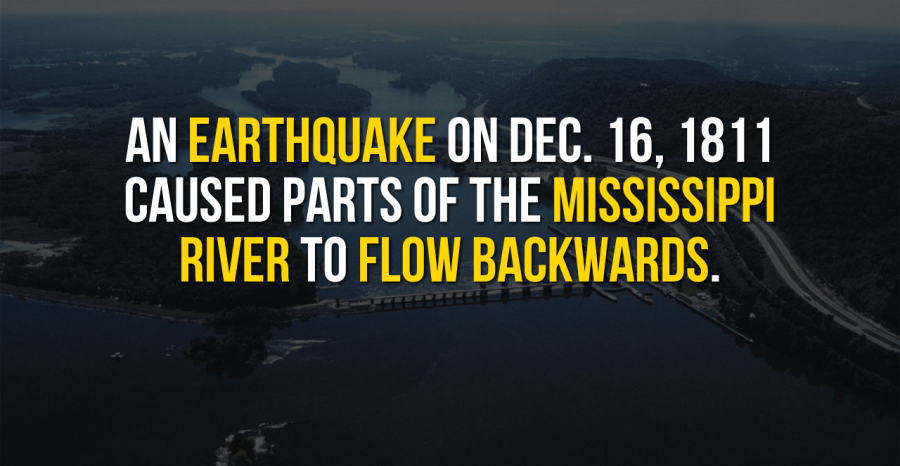 AN EARTHQUAKE ON DEC. 16, 1811
CAUSED PARTS OF THE MISSISSIPPI
RIVER TO FLOW BACKWARDS.